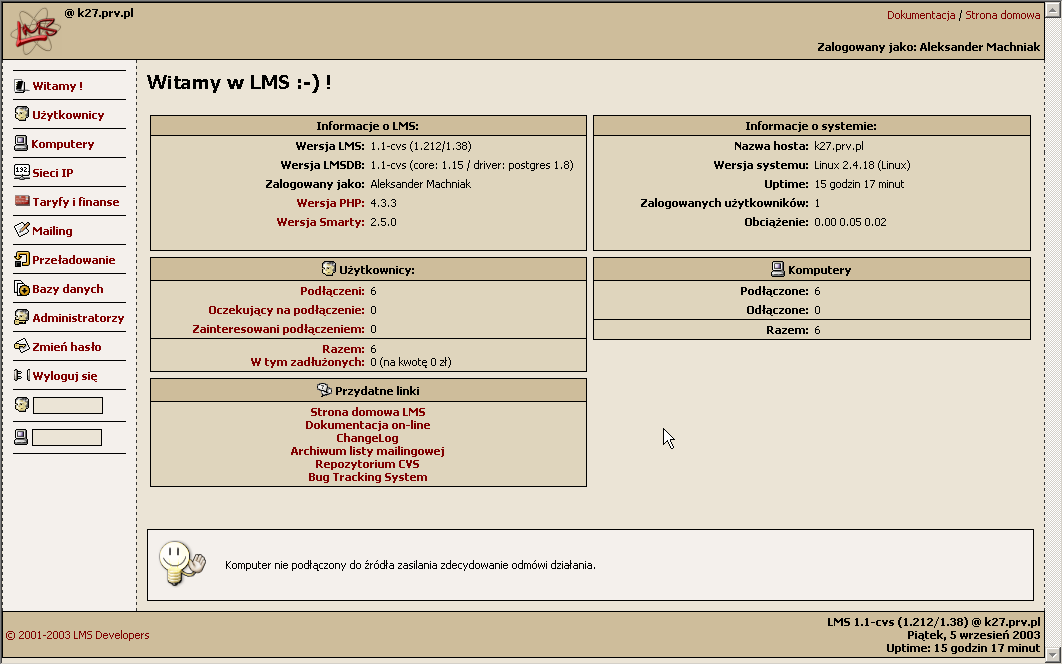 LMS @ k27.prv.pl
Dokumentacja / Strona domowa
Zalogowany jako: Aleksander Machniak
Witamy !
Użytkownicy
Komputery
Sieci IP
Taryfy i finanse
Mailing
Przeładowanie
Bazy danych
Administratorzy
Zmień hasło
Wyloguj się
Witamy w LMS :-) !
Informacje o LMS:
Wersja LMS: 1.1-cvs (1.212/1.38)
Wersja LMSDB: 1.1-cvs (core: 1.15 / driver: postgres 1.8)
Zalogowany jako: Aleksander Machniak
Wersja PHP: 4.3.3
Wersja Smarty: 2.5.0
Informacje o systemie:
Nazwa hosta: k27.prv.pl
Wersja systemu: Linux 2.4.18 (Linux)
Uptime: 15 godzin 17 minut
Zalogowanych użytkowników: 1
Obciążenie: 0.00 0.05 0.02
Użytkownicy:
Podłączeni: 6
Oczekujący na podłączenie: 0
Zainteresowani podłączeniem: 0
Razem: 6
W tym zadłużonych: 0 (na kwotę 0 zł)
Komputery
Podłączone: 6
Odłączone: 0
Razem: 6
Przydatne linki
Strona domowa LMS
Dokumentacja on-line
ChangeLog
Archiwum listy mailingowej
Repozytorium CVS
Bug Tracking System
Komputer nie podłączony do źródła zasilania zdecydowanie odmówi działania.
© 2001-2003 LMS Developers
LMS 1.1-cvs (1.212/1.38) @ k27.prv.pl
Piątek, 5 wrzesień 2003
Uptime: 15 godzin 17 minut